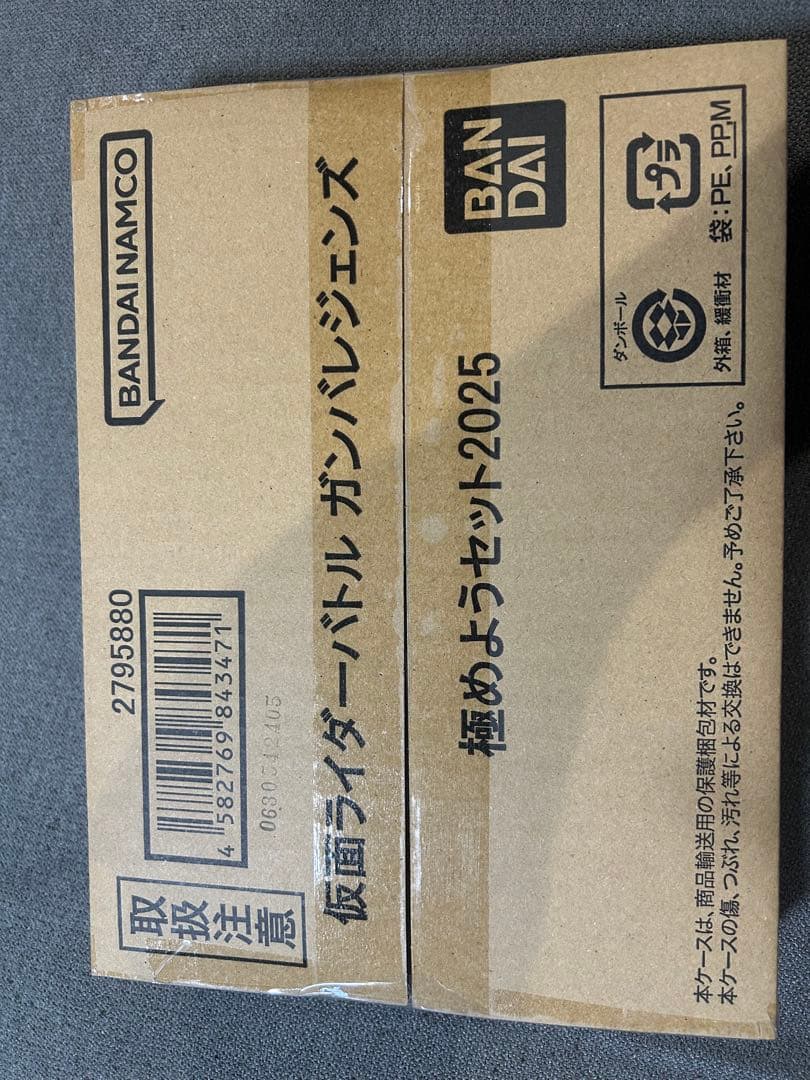 取扱注意
2795880
4 582769 843471
BANDAI NAMCO
仮面ライダーバトル ガンバレジェンズ
極めようセット2025
BAN
DAI
ダンボール
プラ
外箱、緩衝材
袋:PE、PP,M
本ケースは、商品輸送用の保護梱包材です。
本ケースの傷、つぶれ、汚れ等による交換はできません。予めご了承下さい。